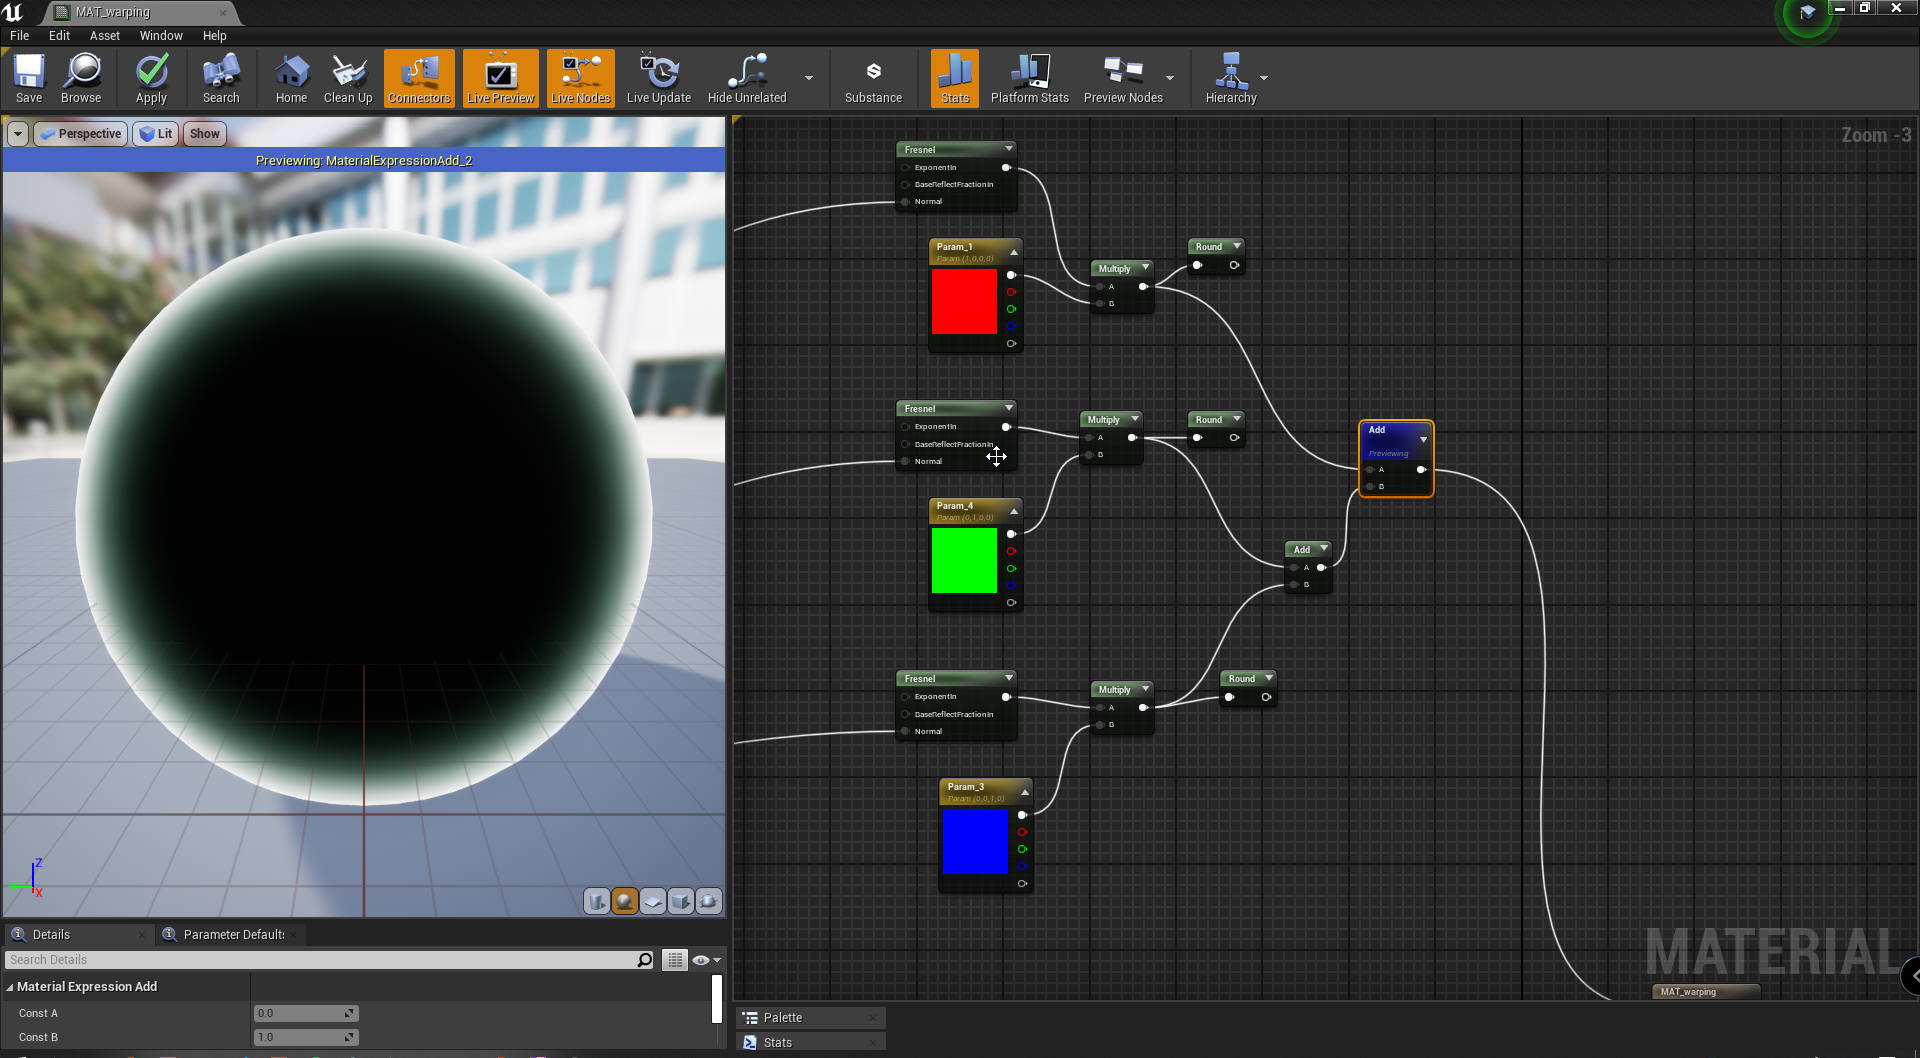 MAT_warping
File Edit Asset Window Help
Save Browse Apply Search Home Clean Up Connectors Live Preview Live Nodes Live Update Hide Unrelated Substance Stats Platform Stats Preview Nodes Hierarchy
Perspective Lit Show
Previewing: MaterialExpressionAdd_2
Zoom -3
Fresnel
ExponentIn
BaseReflectFractionIn
Normal
Param_1
Param (1,0,0,0)
Multiply
A
B
Round
Fresnel
ExponentIn
BaseReflectFractionIn
Normal
Multiply
A
B
Round
Param_4
Param (0,1,0,0)
Add
Previewing
A
B
Add
A
B
Fresnel
ExponentIn
BaseReflectFractionIn
Normal
Multiply
A
B
Round
Param_3
Param (0,0,1,0)
Z
X
MATERIAL
MAT_warping
Details
Parameter Default
Search Details
Material Expression Add
Const A 0.0
Const B 1.0
Palette
Stats